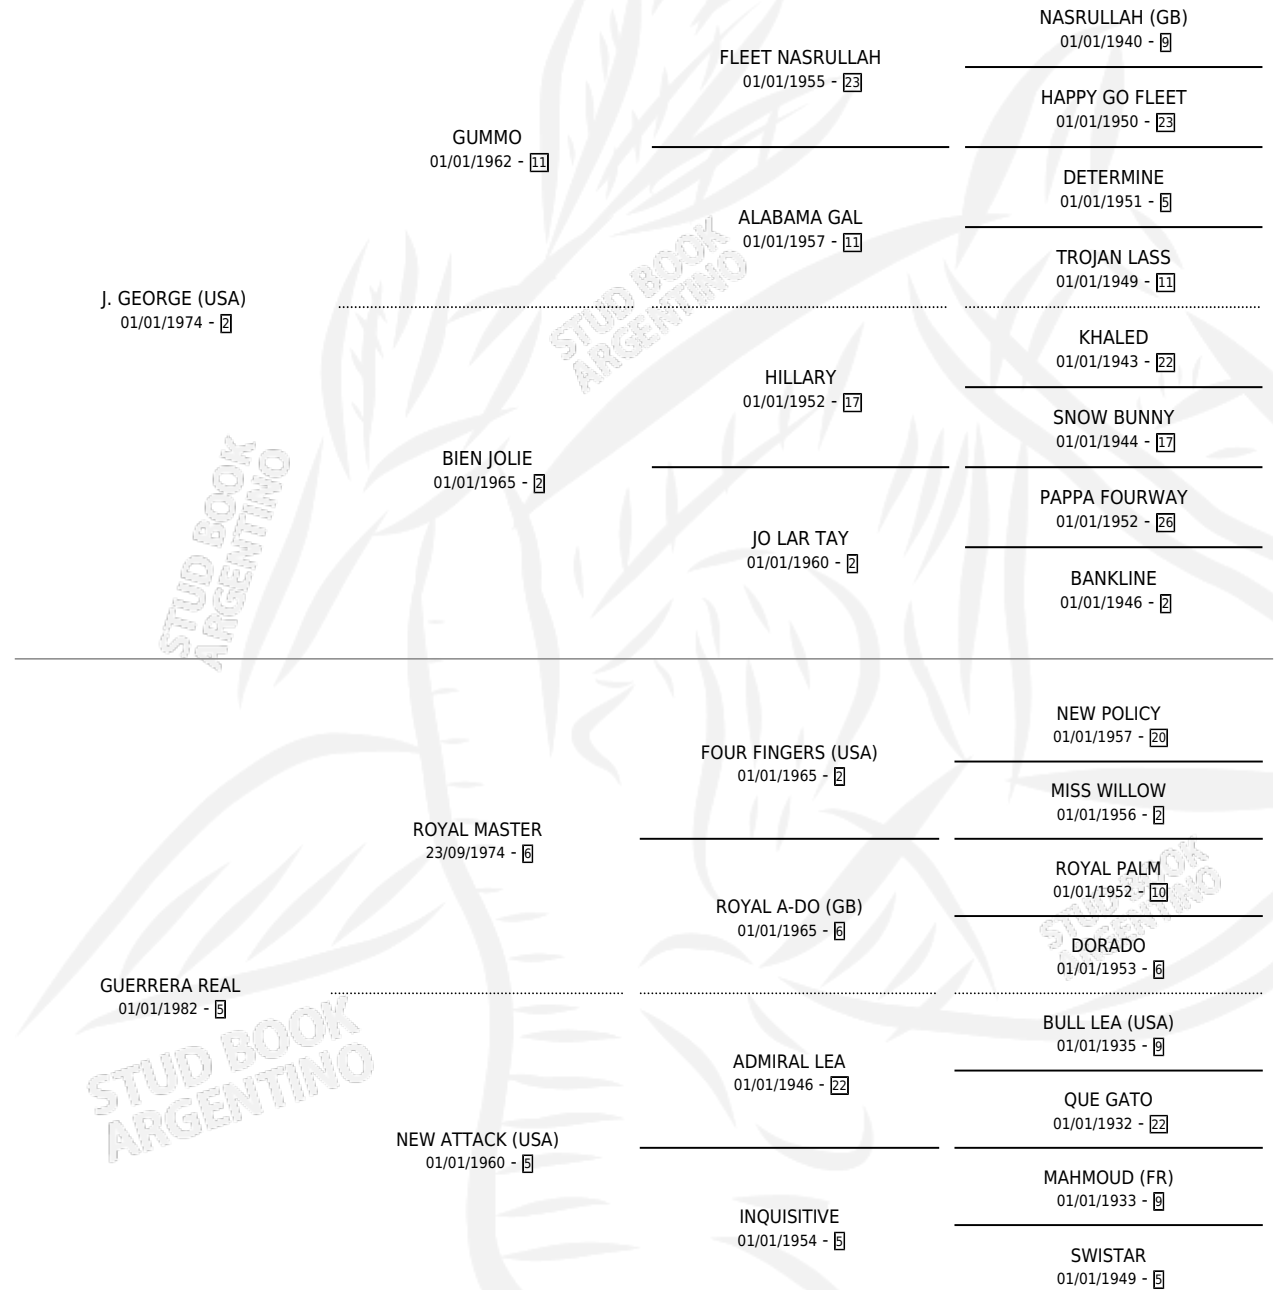 NASRULLAH (GB)
01/01/1940 - 9
FLEET NASRULLAH
01/01/1955 - 23
HAPPY GO FLEET
01/01/1950 - 23
GUMMO
01/01/1962 - 11
DETERMINE
01/01/1951 - 5
ALABAMA GAL
01/01/1957 - 11
TROJAN LASS
01/01/1949 - 11
J. GEORGE (USA)
01/01/1974 - 2
KHALED
01/01/1943 - 22
HILLARY
01/01/1952 - 17
SNOW BUNNY
01/01/1944 - 17
BIEN JOLIE
01/01/1965 - 2
PAPPA FOURWAY
01/01/1952 - 26
JO LAR TAY
01/01/1960 - 2
BANKLINE
01/01/1946 - 2
NEW POLICY
01/01/1957 - 20
FOUR FINGERS (USA)
01/01/1965 - 2
MISS WILLOW
01/01/1956 - 2
ROYAL MASTER
23/09/1974 - 6
ROYAL PALM
01/01/1952 - 10
ROYAL A-DO (GB)
01/01/1965 - 6
DORADO
01/01/1953 - 6
GUERRERA REAL
01/01/1982 - 5
BULL LEA (USA)
01/01/1935 - 9
ADMIRAL LEA
01/01/1946 - 22
QUE GATO
01/01/1932 - 22
NEW ATTACK (USA)
01/01/1960 - 5
MAHMOUD (FR)
01/01/1933 - 9
INQUISITIVE
01/01/1954 - 5
SWISTAR
01/01/1949 - 5
STUD BOOK
ARGENTINO
STUD BOOK
ARGENTINO
STUD BOOK
ARGENTINO
STUD BOOK
ARGENTINO